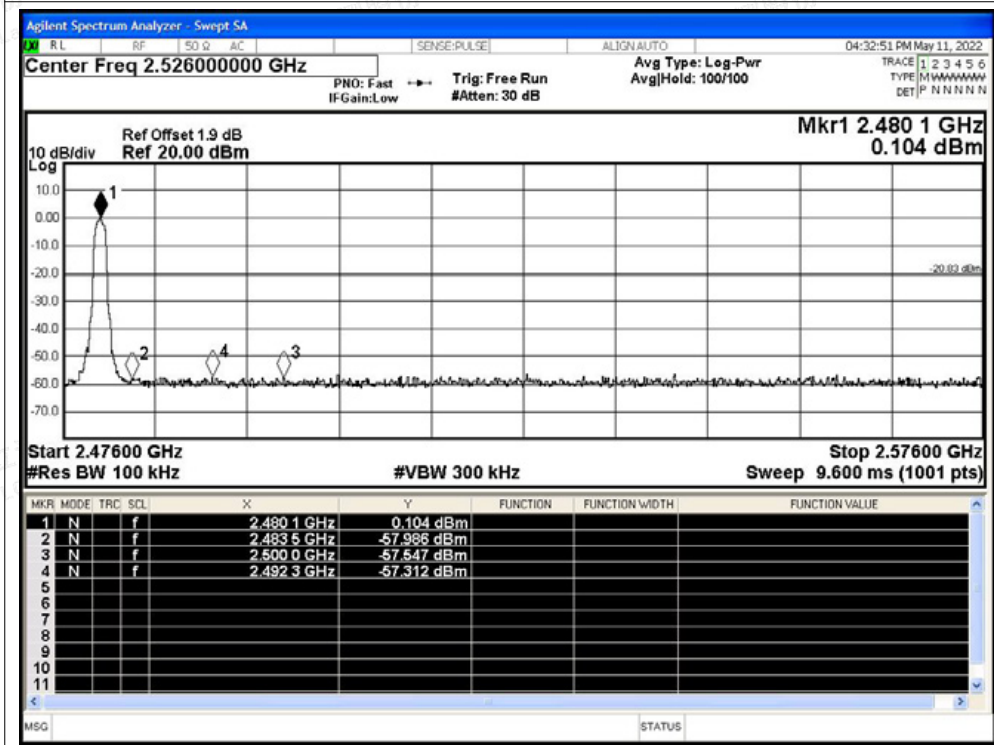 Agilent Spectrum Analyzer - Swept SA
RL RF 50 Ω AC SENSE:PULSE ALIGN AUTO 04:32:51 PM May 11, 2022
Center Freq 2.526000000 GHz
PNO: Fast
IFGain:Low
Trig: Free Run
#Atten: 30 dB
Avg Type: Log-Pwr
Avg|Hold: 100/100
TRACE 1 2 3 4 5 6
TYPE M WWWWW
DET P N N N N N
Mkr1 2.480 1 GHz
0.104 dBm
Ref Offset 1.9 dB
10 dB/div Ref 20.00 dBm
Log
10.0
0.00
-10.0
-20.0
-30.0
-40.0
-50.0
-60.0
-70.0
1
2
4
3
-20.03 dBm
Start 2.47600 GHz Stop 2.57600 GHz
#Res BW 100 kHz #VBW 300 kHz Sweep 9.600 ms (1001 pts)
MKR MODE TRC SCL X Y FUNCTION FUNCTION WIDTH FUNCTION VALUE
1 N f 2.480 1 GHz 0.104 dBm
2 N f 2.483 5 GHz -57.986 dBm
3 N f 2.500 0 GHz -57.547 dBm
4 N f 2.492 3 GHz -57.312 dBm
5
6
7
8
9
10
11
MSG STATUS